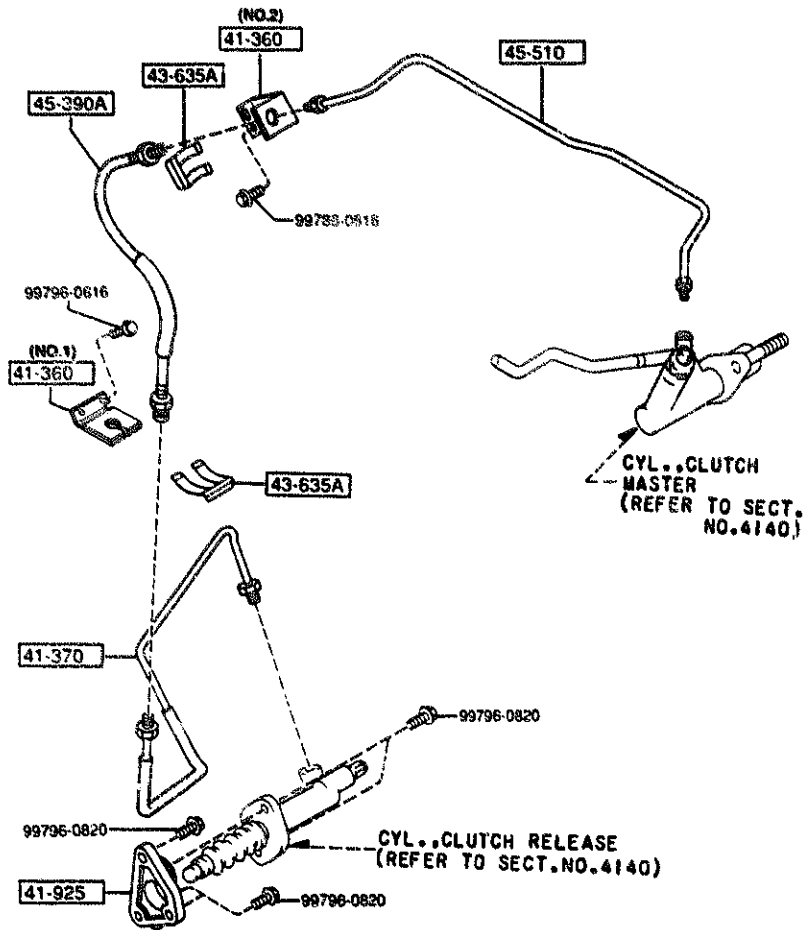 (NO.2)
41-360
45-510
43-635A
45-390A
99786-0616
99796-0616
(NO.1)
41-360
CYL.,CLUTCH
MASTER
(REFER TO SECT.
NO.4140)
43-635A
41-370
99796-0820
99796-0820
CYL.,CLUTCH RELEASE
(REFER TO SECT.NO.4140)
41-925
99796-0820